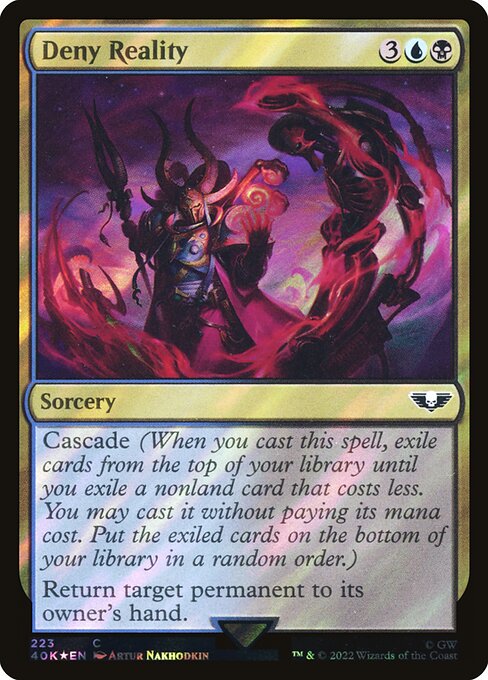 Deny Reality 3
Sorcery
Cascade (When you cast this spell, exile
cards from the top of your library until
you exile a nonland card that costs less.
You may cast it without paying its mana
cost. Put the exiled cards on the bottom of
your library in a random order.)
Return target permanent to its
owner's hand.
223 C © GW
40K★EN Artur Nakhodkin ™ & © 2022 Wizards of the Coast